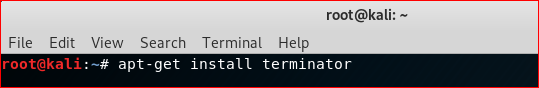 root@kali: ~
File Edit View Search Terminal Help
root@kali:~# apt-get install terminator